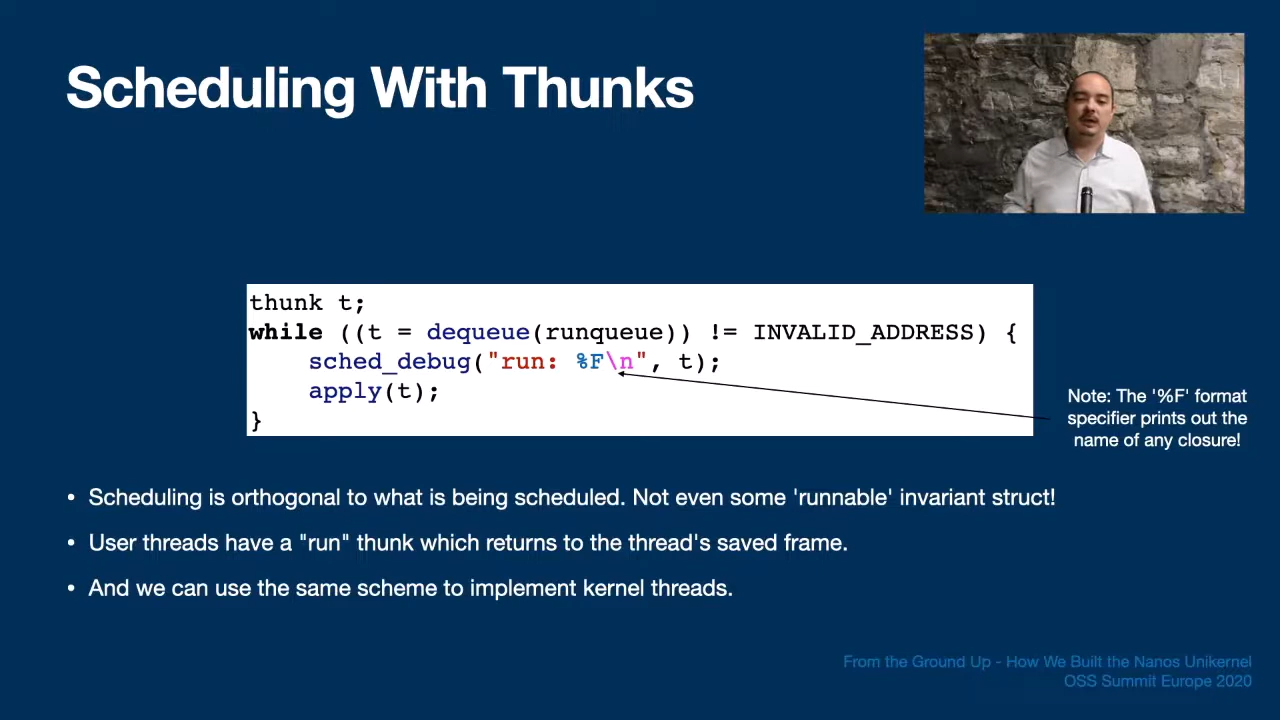 Scheduling With Thunks
thunk t;
while ((t = dequeue(runqueue)) != INVALID_ADDRESS) {
    sched_debug("run: %F\n", t);
    apply(t);
}
Note: The '%F' format
specifier prints out the
name of any closure!
• Scheduling is orthogonal to what is being scheduled. Not even some 'runnable' invariant struct!
• User threads have a "run" thunk which returns to the thread's saved frame.
• And we can use the same scheme to implement kernel threads.
From the Ground Up - How We Built the Nanos Unikernel
OSS Summit Europe 2020